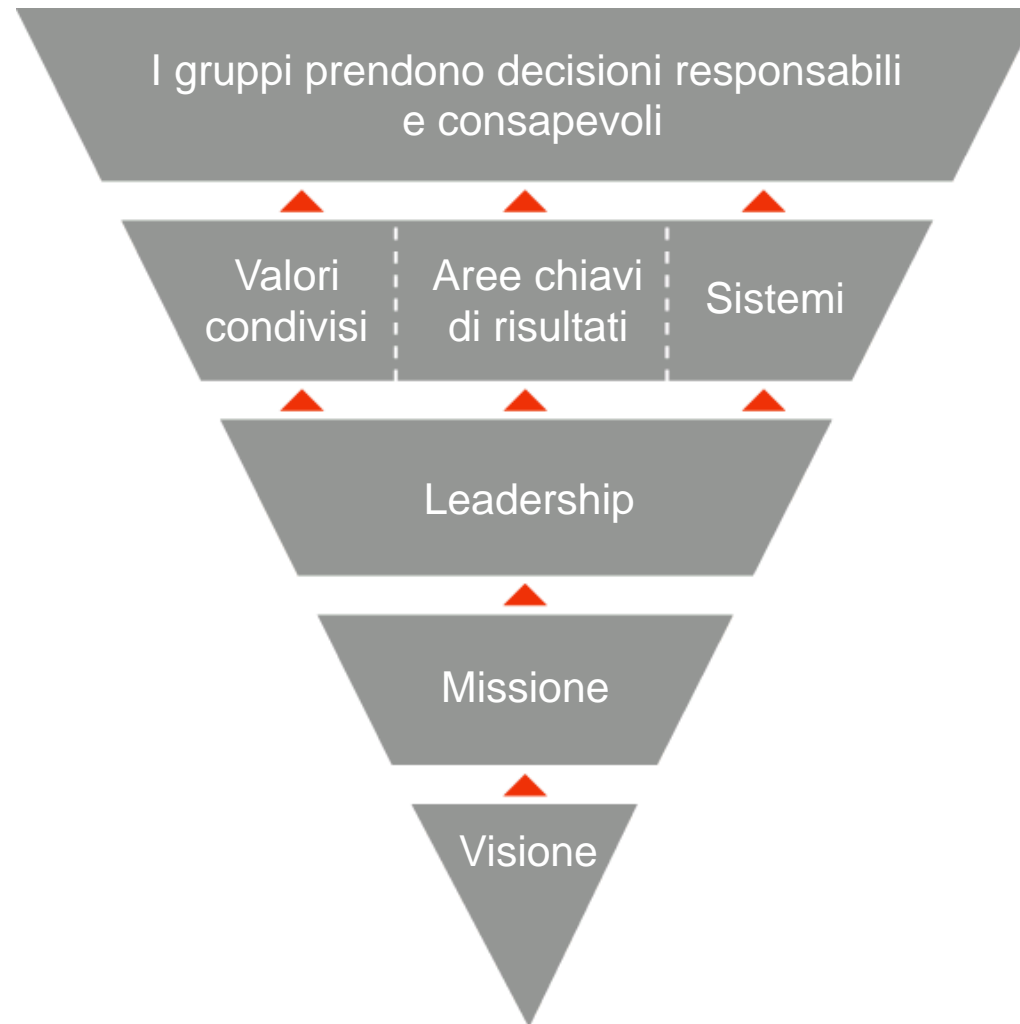 I gruppi prendono decisioni responsabili
e consapevoli
Valori
condivisi
Aree chiavi
di risultati
Sistemi
Leadership
Missione
Visione